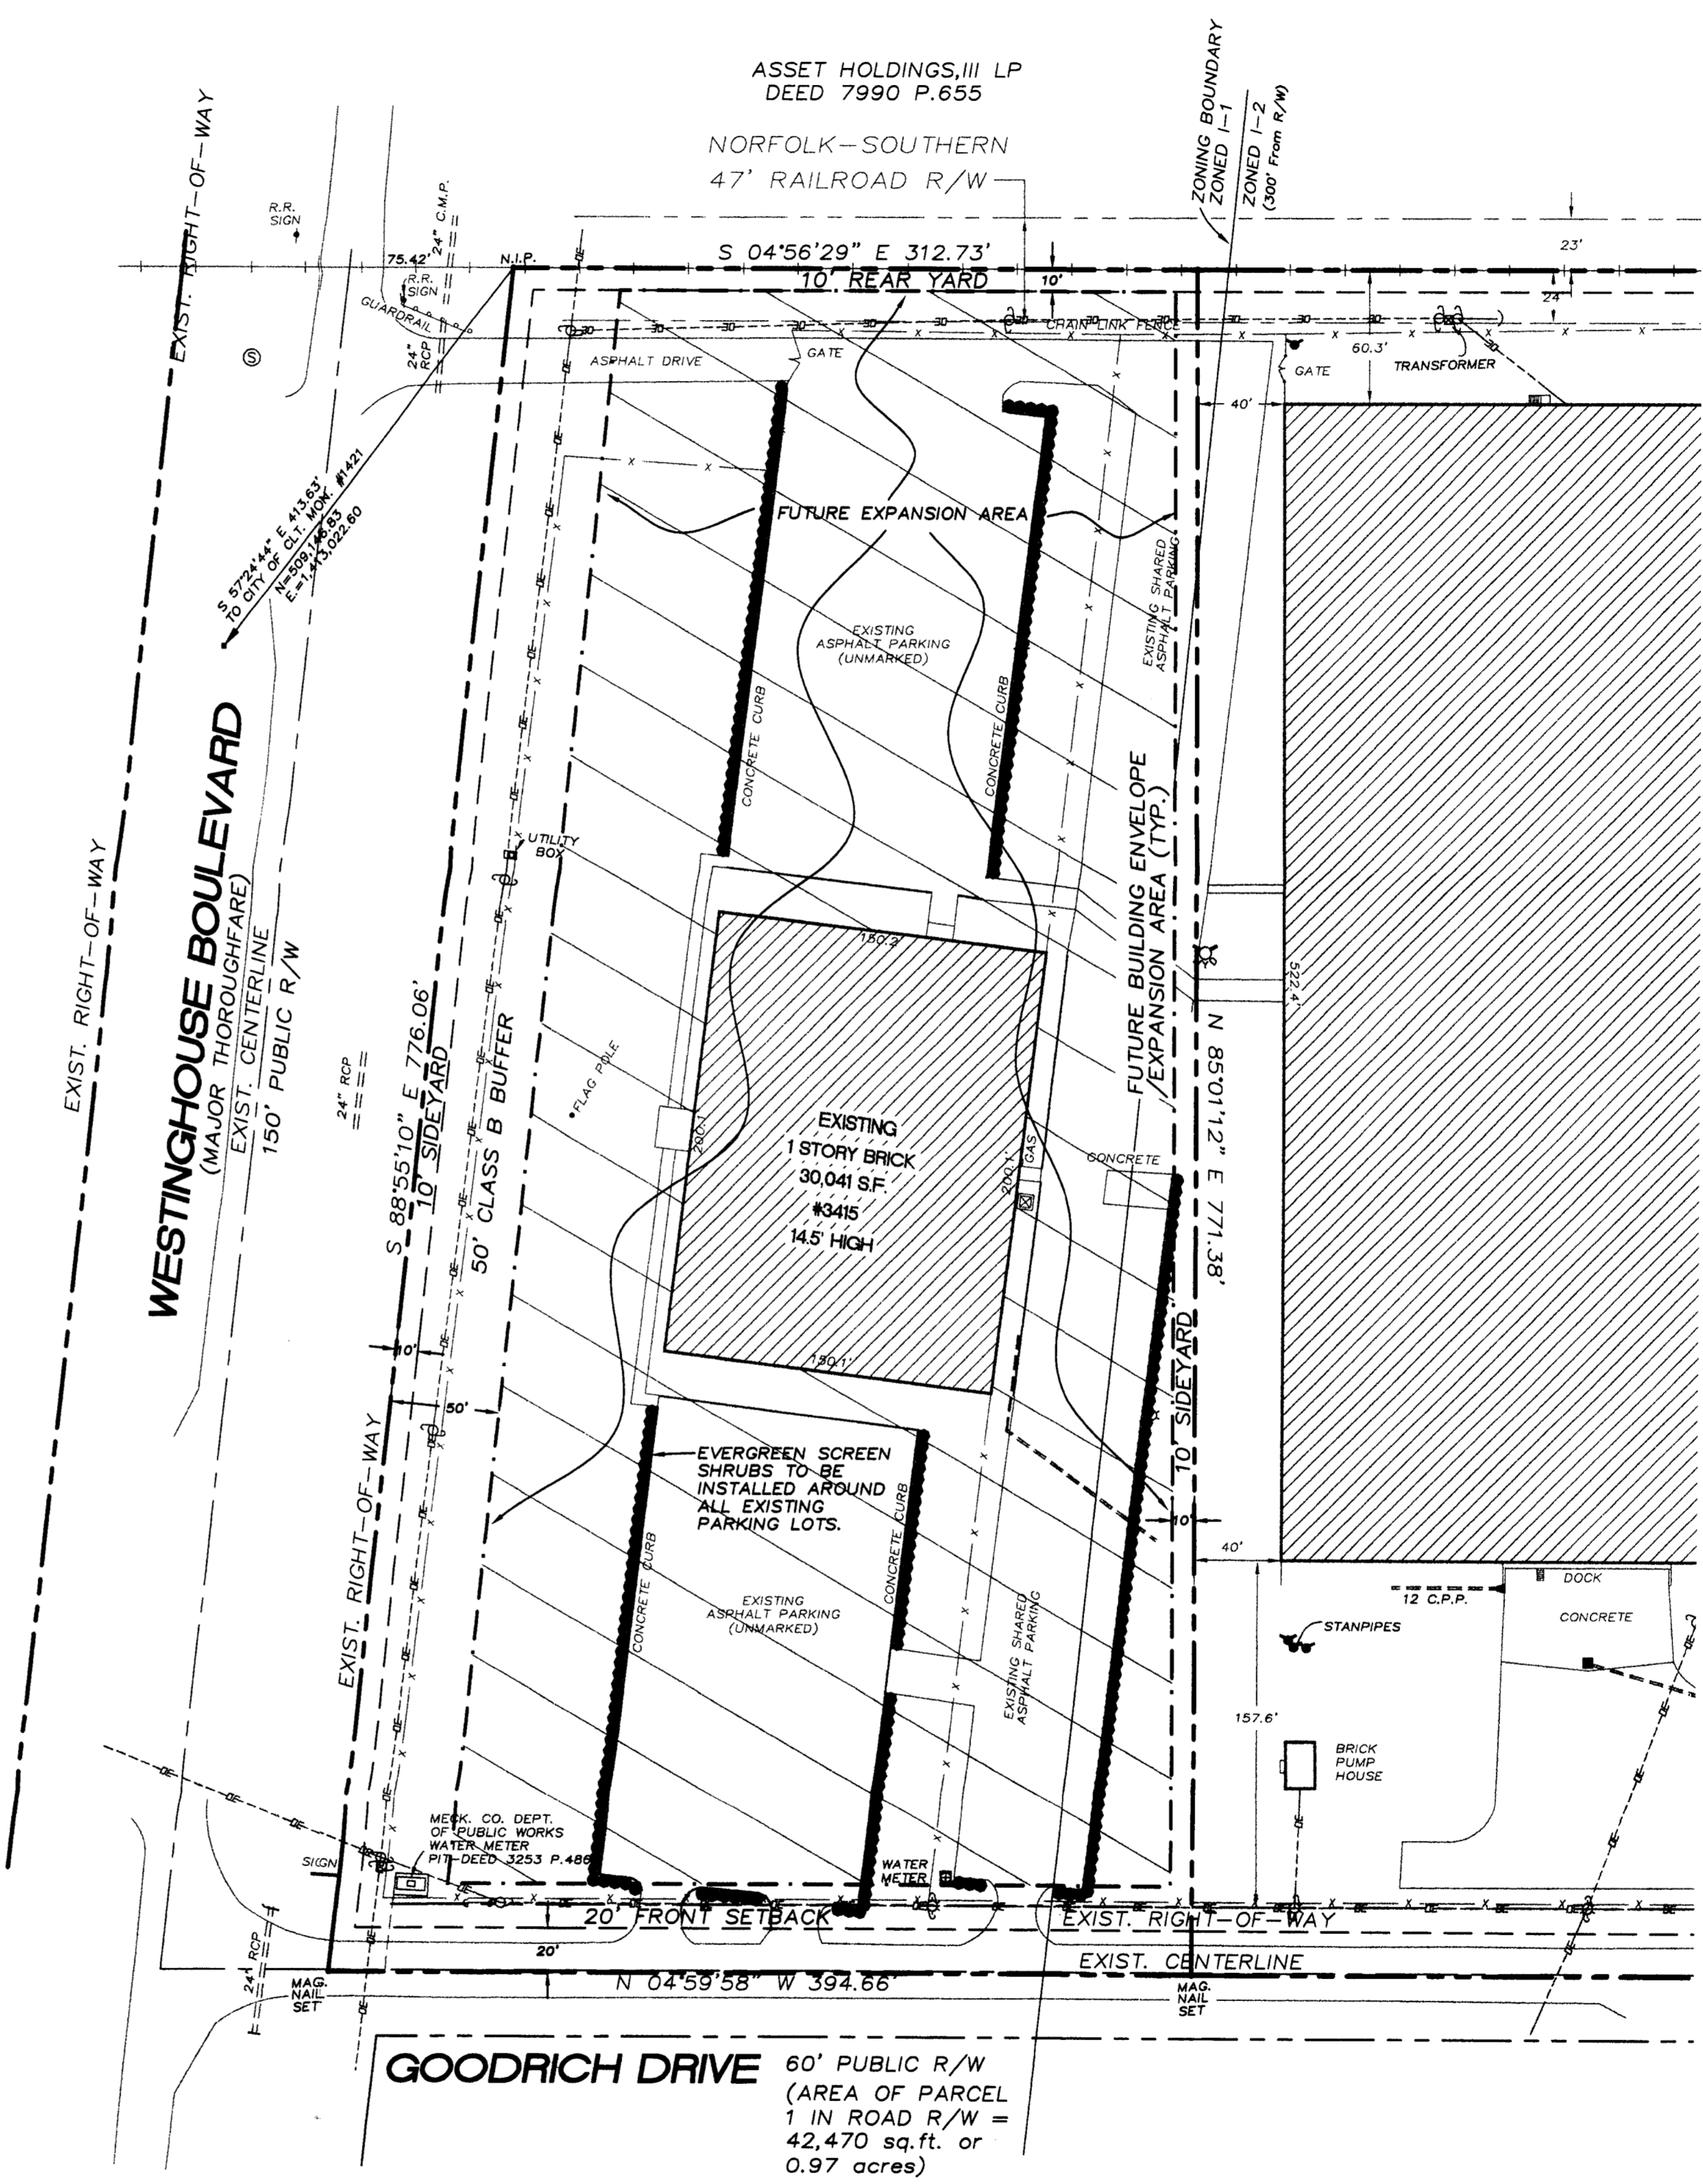 ASSET HOLDINGS,III LP
DEED 7990 P.655
NORFOLK-SOUTHERN
47' RAILROAD R/W
ZONING BOUNDARY
ZONED I-1
ZONED I-2
(300' From R/W)
EXIST. RIGHT-OF-WAY
R.R.
SIGN
24" C.M.P.
75.42'
N.I.P.
S 04°56'29" E 312.73'
10' REAR YARD
10'
23'
24'
R.R.
SIGN
GUARDRAIL
24"
RCP
S
ASPHALT DRIVE
GATE
CHAIN LINK FENCE
GATE
60.3'
TRANSFORMER
40'
S 57°24'44" E 413.63'
TO CITY OF CLT. MON. #1421
N=509,146.83
E=1,413,022.60
FUTURE EXPANSION AREA
EXISTING SHARED
ASPHALT PARKING
EXISTING
ASPHALT PARKING
(UNMARKED)
CONCRETE CURB
CONCRETE CURB
WESTINGHOUSE BOULEVARD
(MAJOR THOROUGHFARE)
EXIST. CENTERLINE
150' PUBLIC R/W
EXIST. RIGHT-OF-WAY
UTILITY
BOX
FUTURE BUILDING ENVELOPE
EXPANSION AREA (TYP.)
150.2'
522.4'
24" RCP
S 88°55'10" E 776.06'
10' SIDEYARD
50' CLASS B BUFFER
FLAG POLE
200.1'
EXISTING
1 STORY BRICK
30,041 S.F.
#3415
14.5' HIGH
200.1'
GAS
CONCRETE
N 85°01'12" E 771.38'
10' SIDEYARD
10'
150.1'
50'
EXIST. RIGHT-OF-WAY
EVERGREEN SCREEN
SHRUBS TO BE
INSTALLED AROUND
ALL EXISTING
PARKING LOTS.
CONCRETE CURB
CONCRETE CURB
10'
40'
EXISTING
ASPHALT PARKING
(UNMARKED)
EXISTING SHARED
ASPHALT PARKING
DOCK
12 C.P.P.
CONCRETE
STANPIPES
157.6'
BRICK
PUMP
HOUSE
MECK. CO. DEPT.
OF PUBLIC WORKS
WATER METER
PIT-DEED 3253 P.486
SIGN
WATER
METER
20' FRONT SETBACK
EXIST. RIGHT-OF-WAY
20'
EXIST. CENTERLINE
24" RCP
MAG.
NAIL
SET
N 04°59'58" W 394.66'
MAG.
NAIL
SET
GOODRICH DRIVE
60' PUBLIC R/W
(AREA OF PARCEL
1 IN ROAD R/W =
42,470 sq.ft. or
0.97 acres)